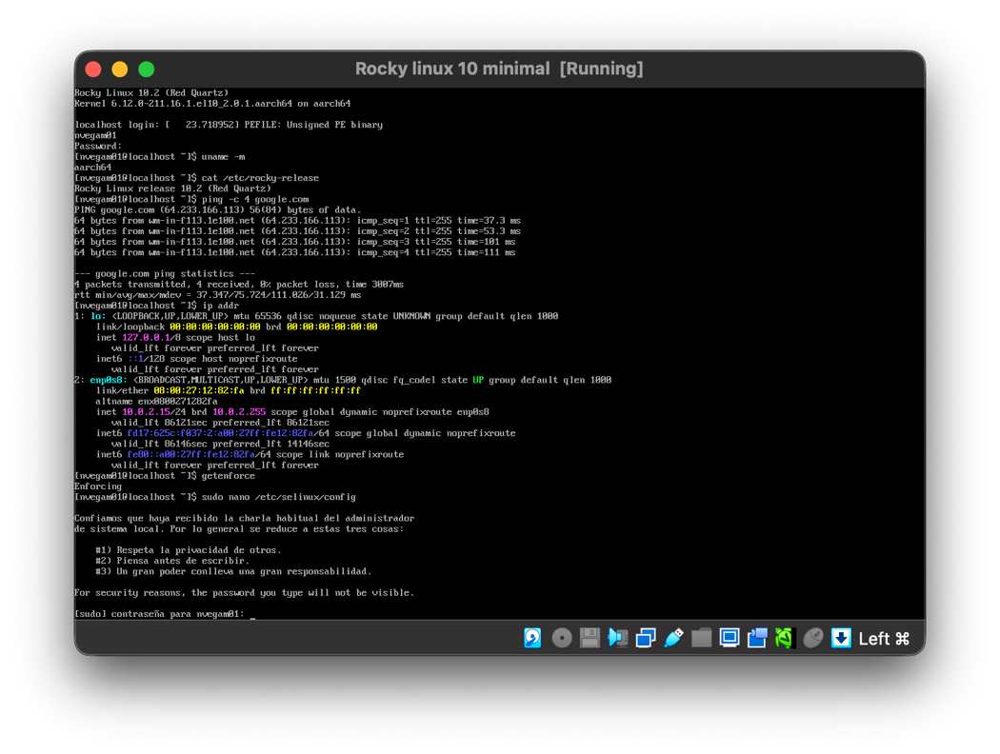 Rocky linux 10 minimal [Running]
Rocky Linux 10.2 (Red Quartz)
Kernel 6.12.0-211.16.1.el10_2.0.1.aarch64 on aarch64
localhost login: [   23.718952] PEFILE: Unsigned PE binary
nvegam01
Password:
[nvegam01@localhost ~]$ uname -m
aarch64
[nvegam01@localhost ~]$ cat /etc/rocky-release
Rocky Linux release 10.2 (Red Quartz)
[nvegam01@localhost ~]$ ping -c 4 google.com
PING google.com (64.233.166.113) 56(84) bytes of data.
64 bytes from wm-in-f113.1e100.net (64.233.166.113): icmp_seq=1 ttl=255 time=37.3 ms
64 bytes from wm-in-f113.1e100.net (64.233.166.113): icmp_seq=2 ttl=255 time=53.3 ms
64 bytes from wm-in-f113.1e100.net (64.233.166.113): icmp_seq=3 ttl=255 time=101 ms
64 bytes from wm-in-f113.1e100.net (64.233.166.113): icmp_seq=4 ttl=255 time=111 ms
--- google.com ping statistics ---
4 packets transmitted, 4 received, 0% packet loss, time 3007ms
rtt min/avg/max/mdev = 37.347/75.724/111.026/31.129 ms
[nvegam01@localhost ~]$ ip addr
1: lo: <LOOPBACK,UP,LOWER_UP> mtu 65536 qdisc noqueue state UNKNOWN group default qlen 1000
link/loopback 00:00:00:00:00:00 brd 00:00:00:00:00:00
inet 127.0.0.1/8 scope host lo
valid_lft forever preferred_lft forever
inet6 ::1/128 scope host noprefixroute
valid_lft forever preferred_lft forever
2: enp0s8: <BROADCAST,MULTICAST,UP,LOWER_UP> mtu 1500 qdisc fq_codel state UP group default qlen 1000
link/ether 08:00:27:12:82:fa brd ff:ff:ff:ff:ff:ff
altname enx0800271282fa
inet 10.0.2.15/24 brd 10.0.2.255 scope global dynamic noprefixroute enp0s8
valid_lft 86121sec preferred_lft 86121sec
inet6 fd17:625c:f037:2:a00:27ff:fe12:82fa/64 scope global dynamic noprefixroute
valid_lft 86146sec preferred_lft 14146sec
inet6 fe80::a00:27ff:fe12:82fa/64 scope link noprefixroute
valid_lft forever preferred_lft forever
[nvegam01@localhost ~]$ getenforce
Enforcing
[nvegam01@localhost ~]$ sudo nano /etc/selinux/config
Confiamos que haya recibido la charla habitual del administrador
de sistema local. Por lo general se reduce a estas tres cosas:
#1) Respeta la privacidad de otros.
#2) Piensa antes de escribir.
#3) Un gran poder conlleva una gran responsabilidad.
For security reasons, the password you type will not be visible.
[sudo] contraseña para nvegam01: _
Left ⌘